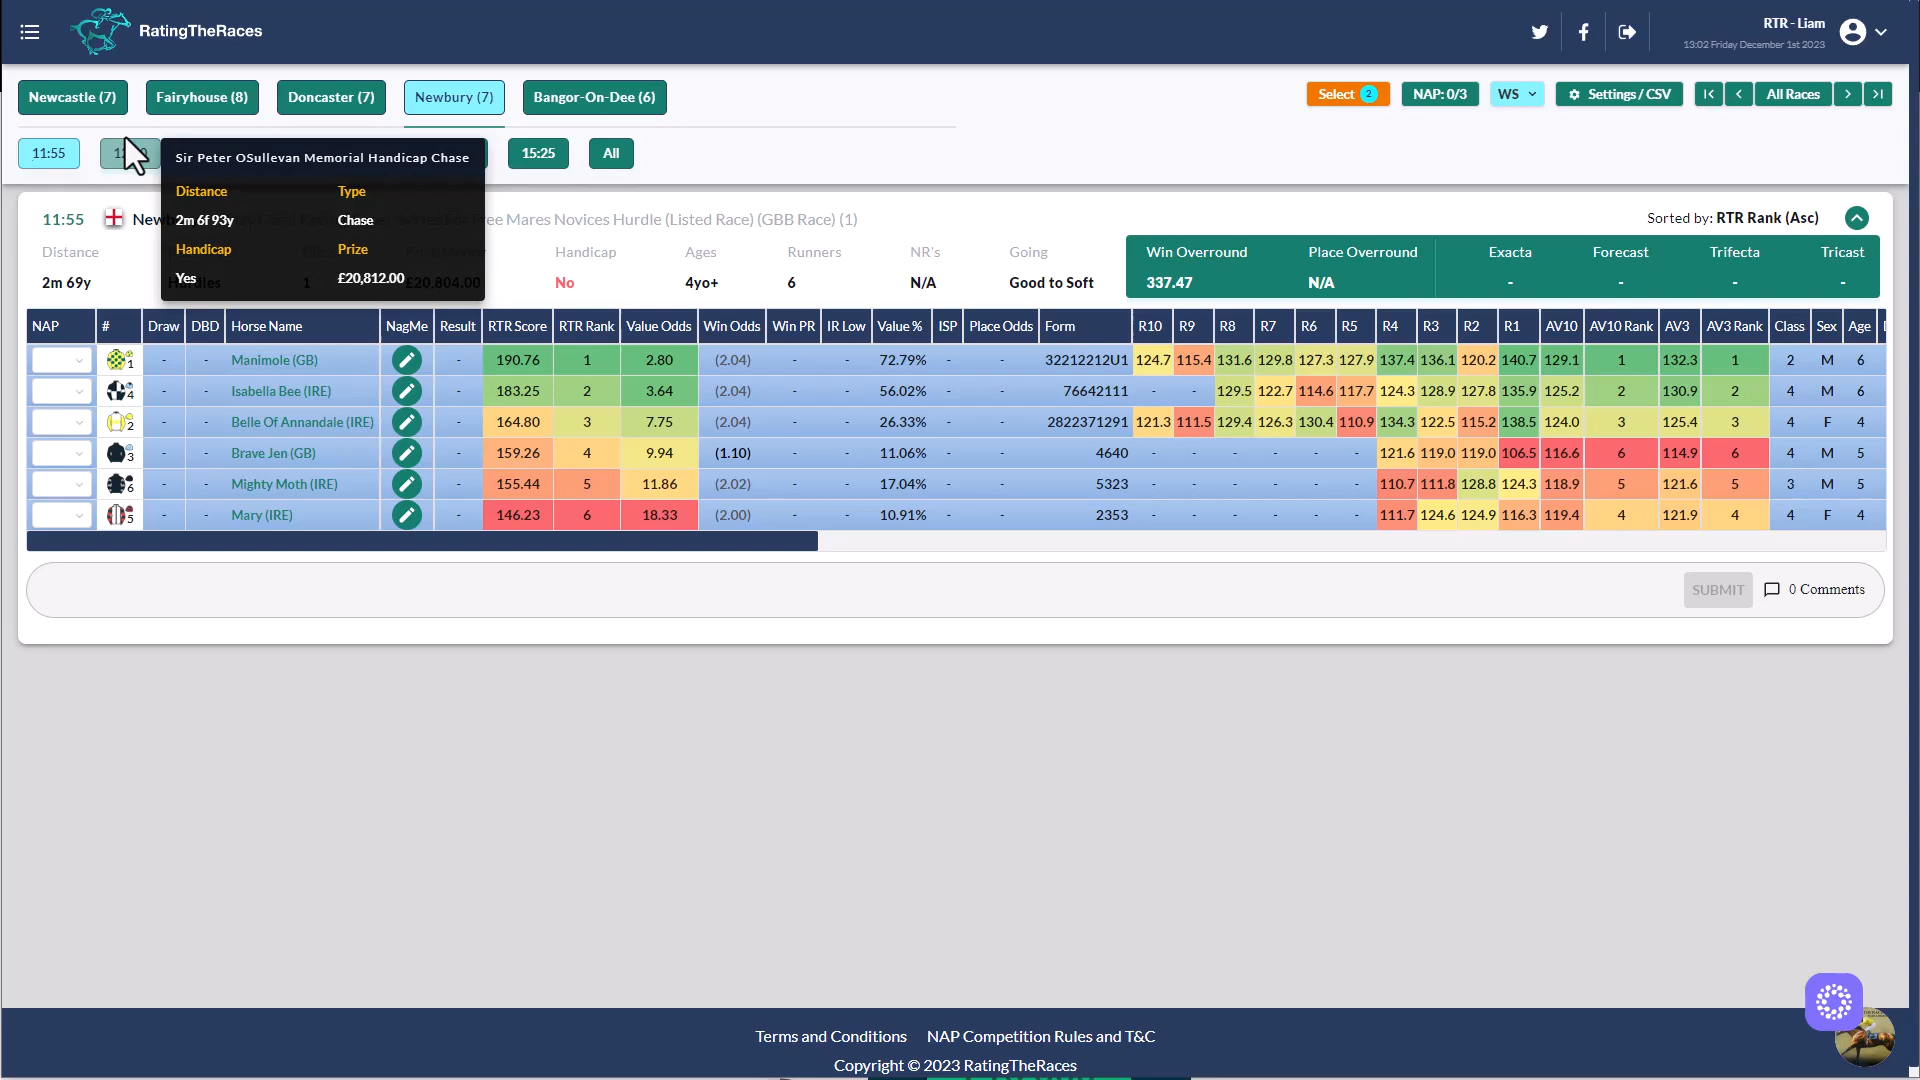 RatingTheRaces
RTR - Liam
13:02 Friday December 1st 2023
Newcastle (7) Fairyhouse (8) Doncaster (7) Newbury (7) Bangor-On-Dee (6)
Select 2 NAP: 0/3 WS Settings / CSV All Races
11:55 15:25 All
Sir Peter OSullevan Memorial Handicap Chase
Distance Type
2m 6f 93y Chase
Handicap Prize
Yes £20,812.00
11:55 Free Mares Novices Hurdle (Listed Race) (GBB Race) (1) Sorted by: RTR Rank (Asc)
Distance Handicap Ages Runners NR's Going Win Overround Place Overround Exacta Forecast Trifecta Tricast
2m 69y 1 £20,804.00 No 4yo+ 6 N/A Good to Soft 337.47 N/A - - - -
NAP # Draw DBD Horse Name NagMe Result RTR Score RTR Rank Value Odds Win Odds Win PR IR Low Value % ISP Place Odds Form R10 R9 R8 R7 R6 R5 R4 R3 R2 R1 AV10 AV10 Rank AV3 AV3 Rank Class Sex Age
1 - - Manimole (GB) - 190.76 1 2.80 (2.04) - - 72.79% - - 32212212U1 124.7 115.4 131.6 129.8 127.3 127.9 137.4 136.1 120.2 140.7 129.1 1 132.3 1 2 M 6
4 - - Isabella Bee (IRE) - 183.25 2 3.64 (2.04) - - 56.02% - - 76642111 - - 129.5 122.7 114.6 117.7 124.3 128.9 127.8 135.9 125.2 2 130.9 2 4 M 6
2 - - Belle Of Annandale (IRE) - 164.80 3 7.75 (2.04) - - 26.33% - - 2822371291 121.3 111.5 129.4 126.3 130.4 110.9 134.3 122.5 115.2 138.5 124.0 3 125.4 3 4 F 4
3 - - Brave Jen (GB) - 159.26 4 9.94 (1.10) - - 11.06% - - 4640 - - - - - - 121.6 119.0 119.0 106.5 116.6 6 114.9 6 4 M 5
6 - - Mighty Moth (IRE) - 155.44 5 11.86 (2.02) - - 17.04% - - 5323 - - - - - - 110.7 111.8 128.8 124.3 118.9 5 121.6 5 3 M 5
5 - - Mary (IRE) - 146.23 6 18.33 (2.00) - - 10.91% - - 2353 - - - - - - 111.7 124.6 124.9 116.3 119.4 4 121.9 4 4 F 4
SUBMIT 0 Comments
Terms and Conditions NAP Competition Rules and T&C
Copyright © 2023 RatingTheRaces